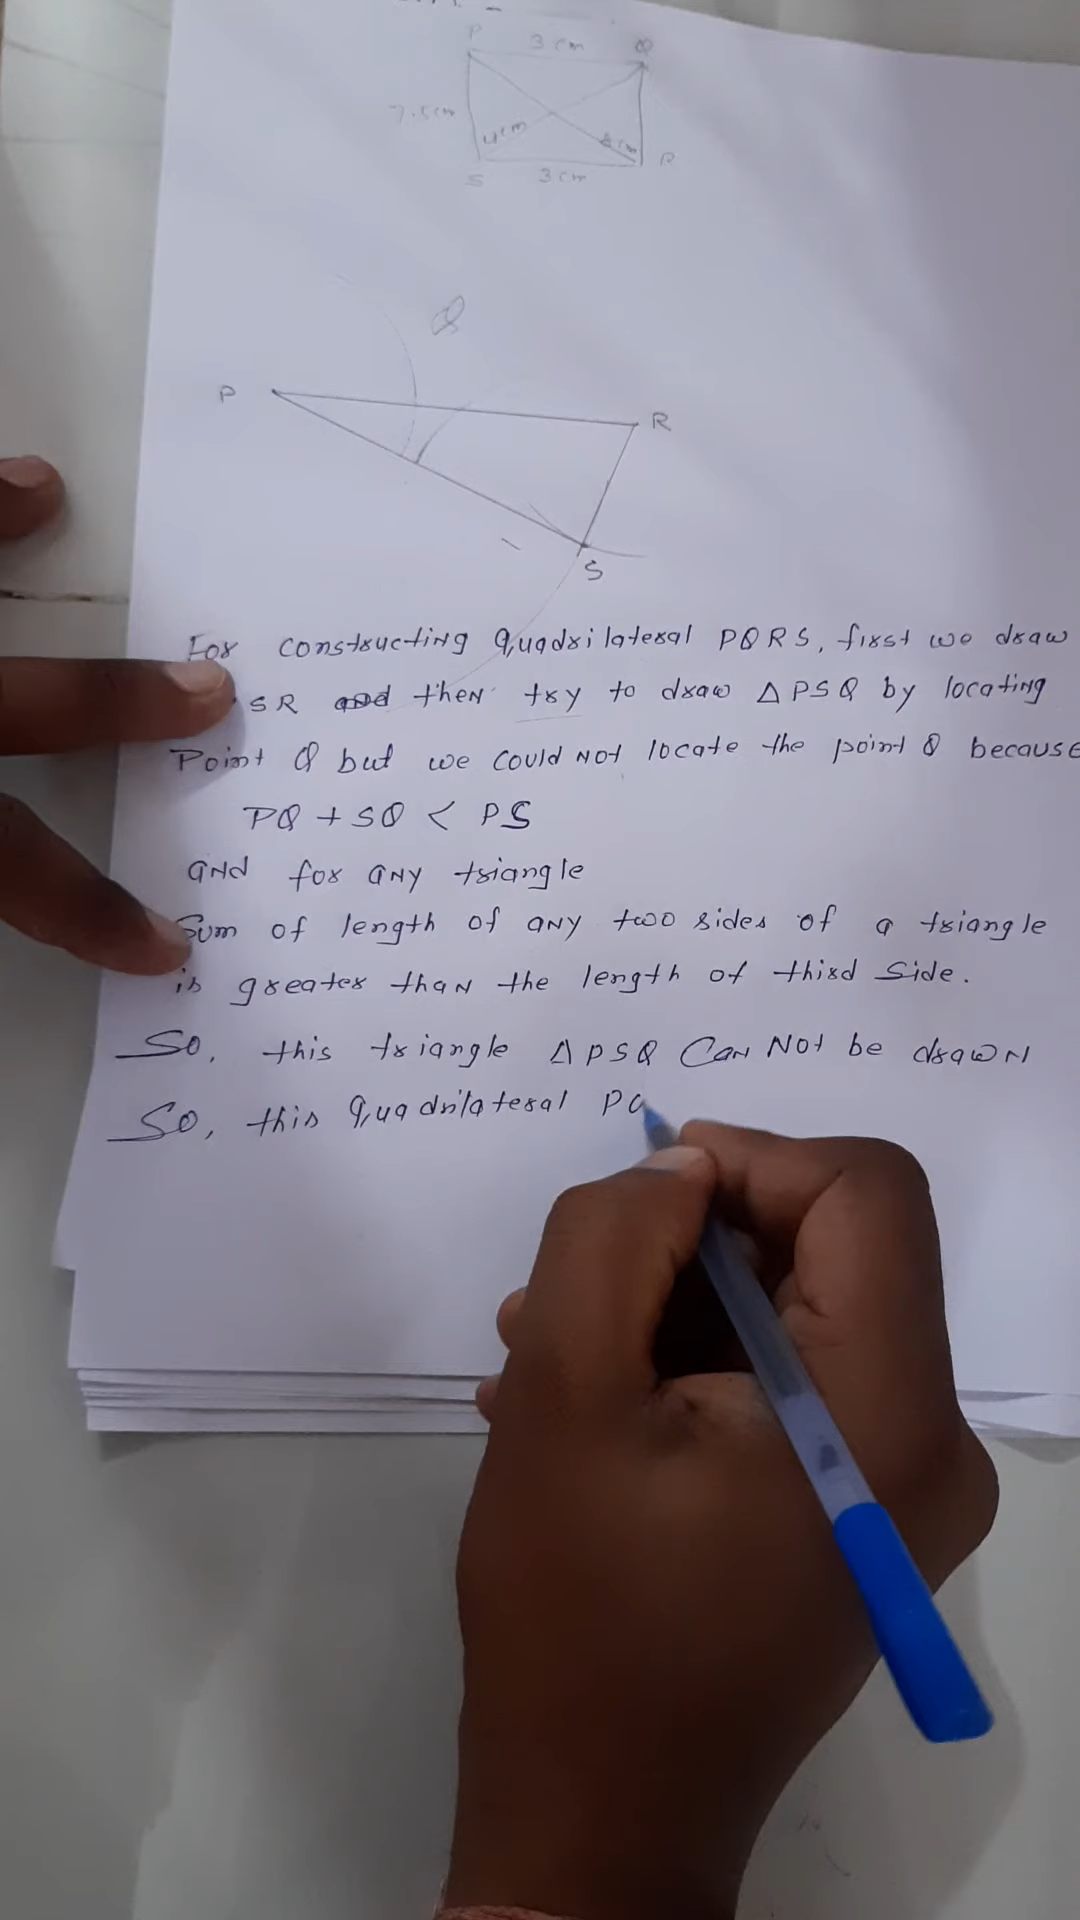 P 3 cm Q
7.5cm
4cm 8cm
S 3cm R
Q
P
R
S
For constructing quadrilateral PQRS, first we draw
SR then try to draw △PSQ by locating
Point Q but we could not locate the point Q because
PQ + SQ < PS
and for any triangle
Sum of length of any two sides of a triangle
is greater than the length of third side.
So, this triangle △PSQ Can Not be drawn
So, this quadrilateral PQ